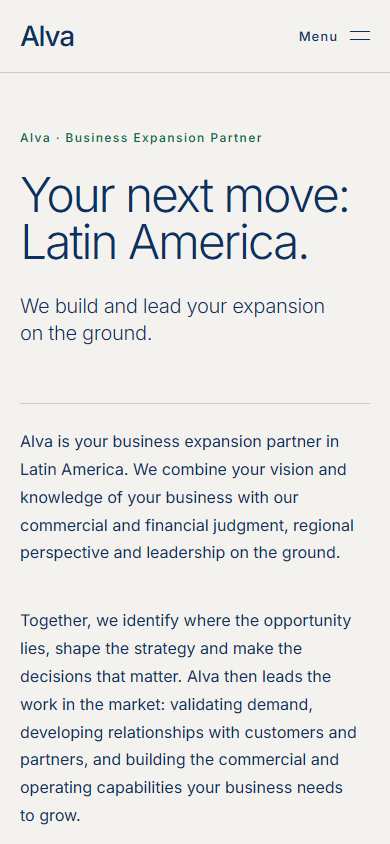 Alva
Menu
Alva · Business Expansion Partner
Your next move:
Latin America.
We build and lead your expansion
on the ground.
Alva is your business expansion partner in
Latin America. We combine your vision and
knowledge of your business with our
commercial and financial judgment, regional
perspective and leadership on the ground.
Together, we identify where the opportunity
lies, shape the strategy and make the
decisions that matter. Alva then leads the
work in the market: validating demand,
developing relationships with customers and
partners, and building the commercial and
operating capabilities your business needs
to grow.